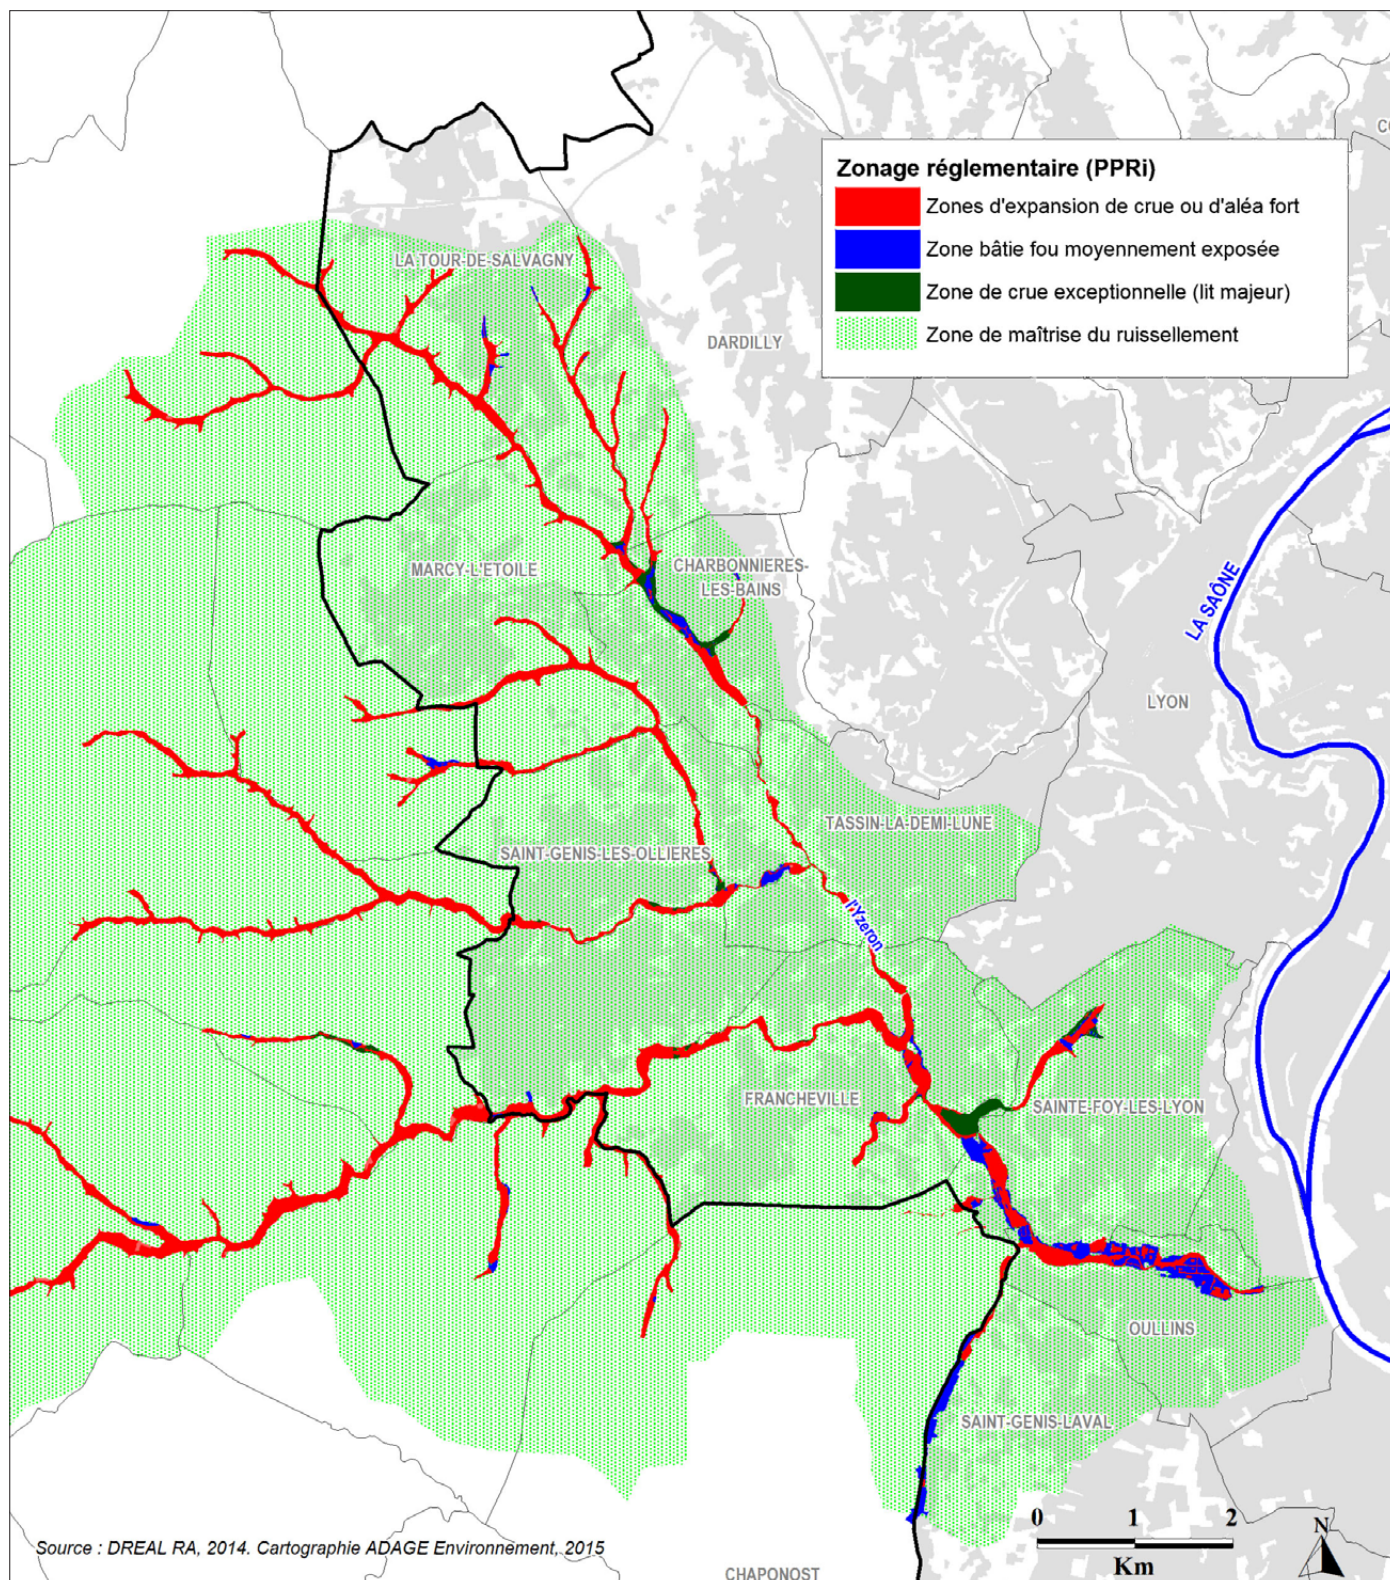 CO
Zonage réglementaire (PPRi)
Zones d'expansion de crue ou d'aléa fort
Zone bâtie fou moyennement exposée
Zone de crue exceptionnelle (lit majeur)
Zone de maîtrise du ruissellement
LA TOUR-DE-SALVAGNY
DARDILLY
MARCY-L'ETOILE
CHARBONNIERES-
LES-BAINS
LA SAÔNE
LYON
TASSIN-LA-DEMI-LUNE
SAINT-GENIS-LES-OLLIERES
l'Yzeron
FRANCHEVILLE
SAINTE-FOY-LES-LYON
OULLINS
SAINT-GENIS-LAVAL
0 1 2
Km
N
Source : DREAL RA, 2014. Cartographie ADAGE Environnement, 2015
CHAPONOST